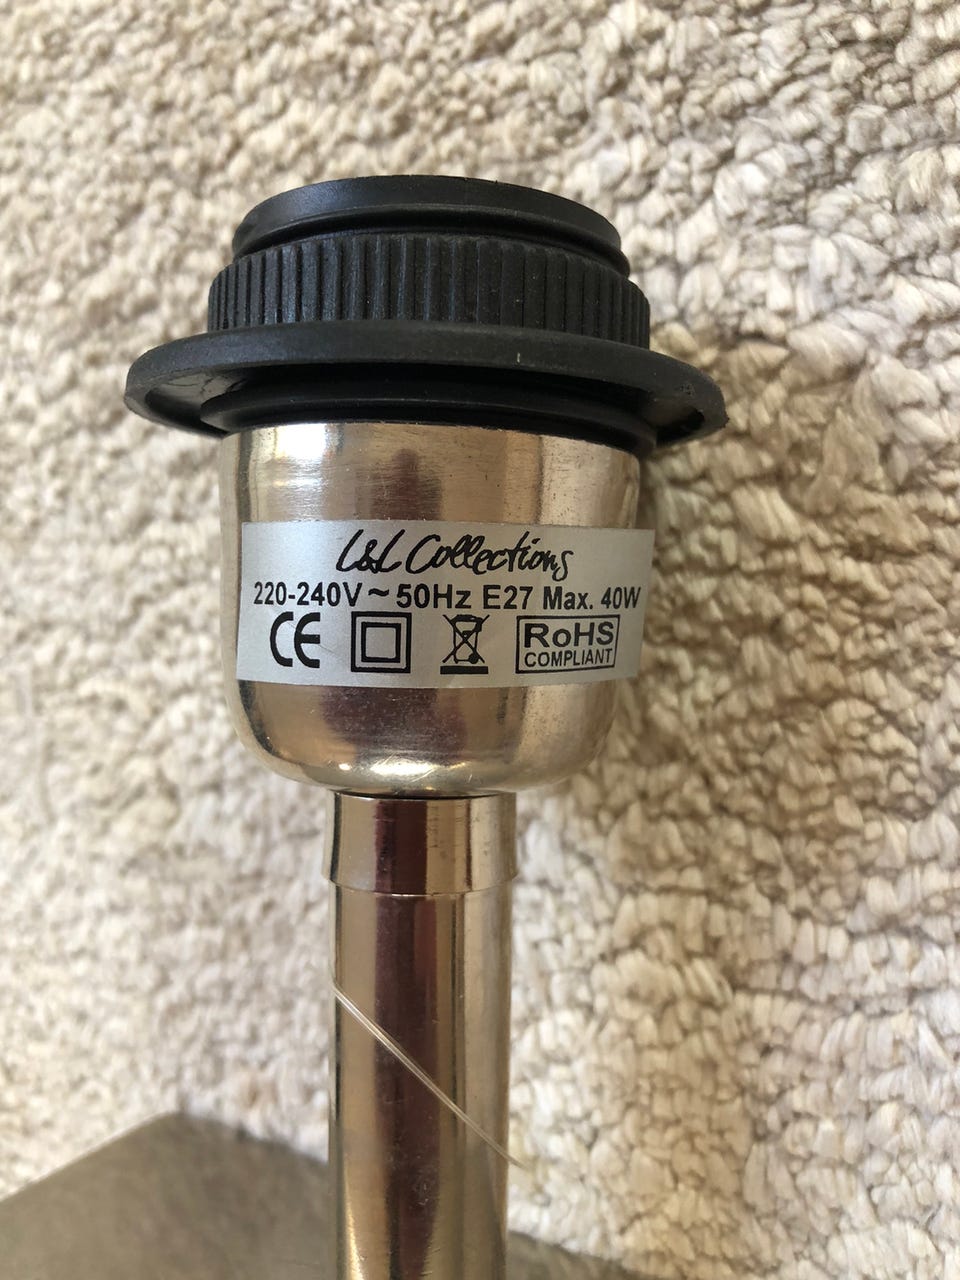 L&L Collections
220-240V ~ 50Hz E27 Max. 40W
CE
RoHS
COMPLIANT